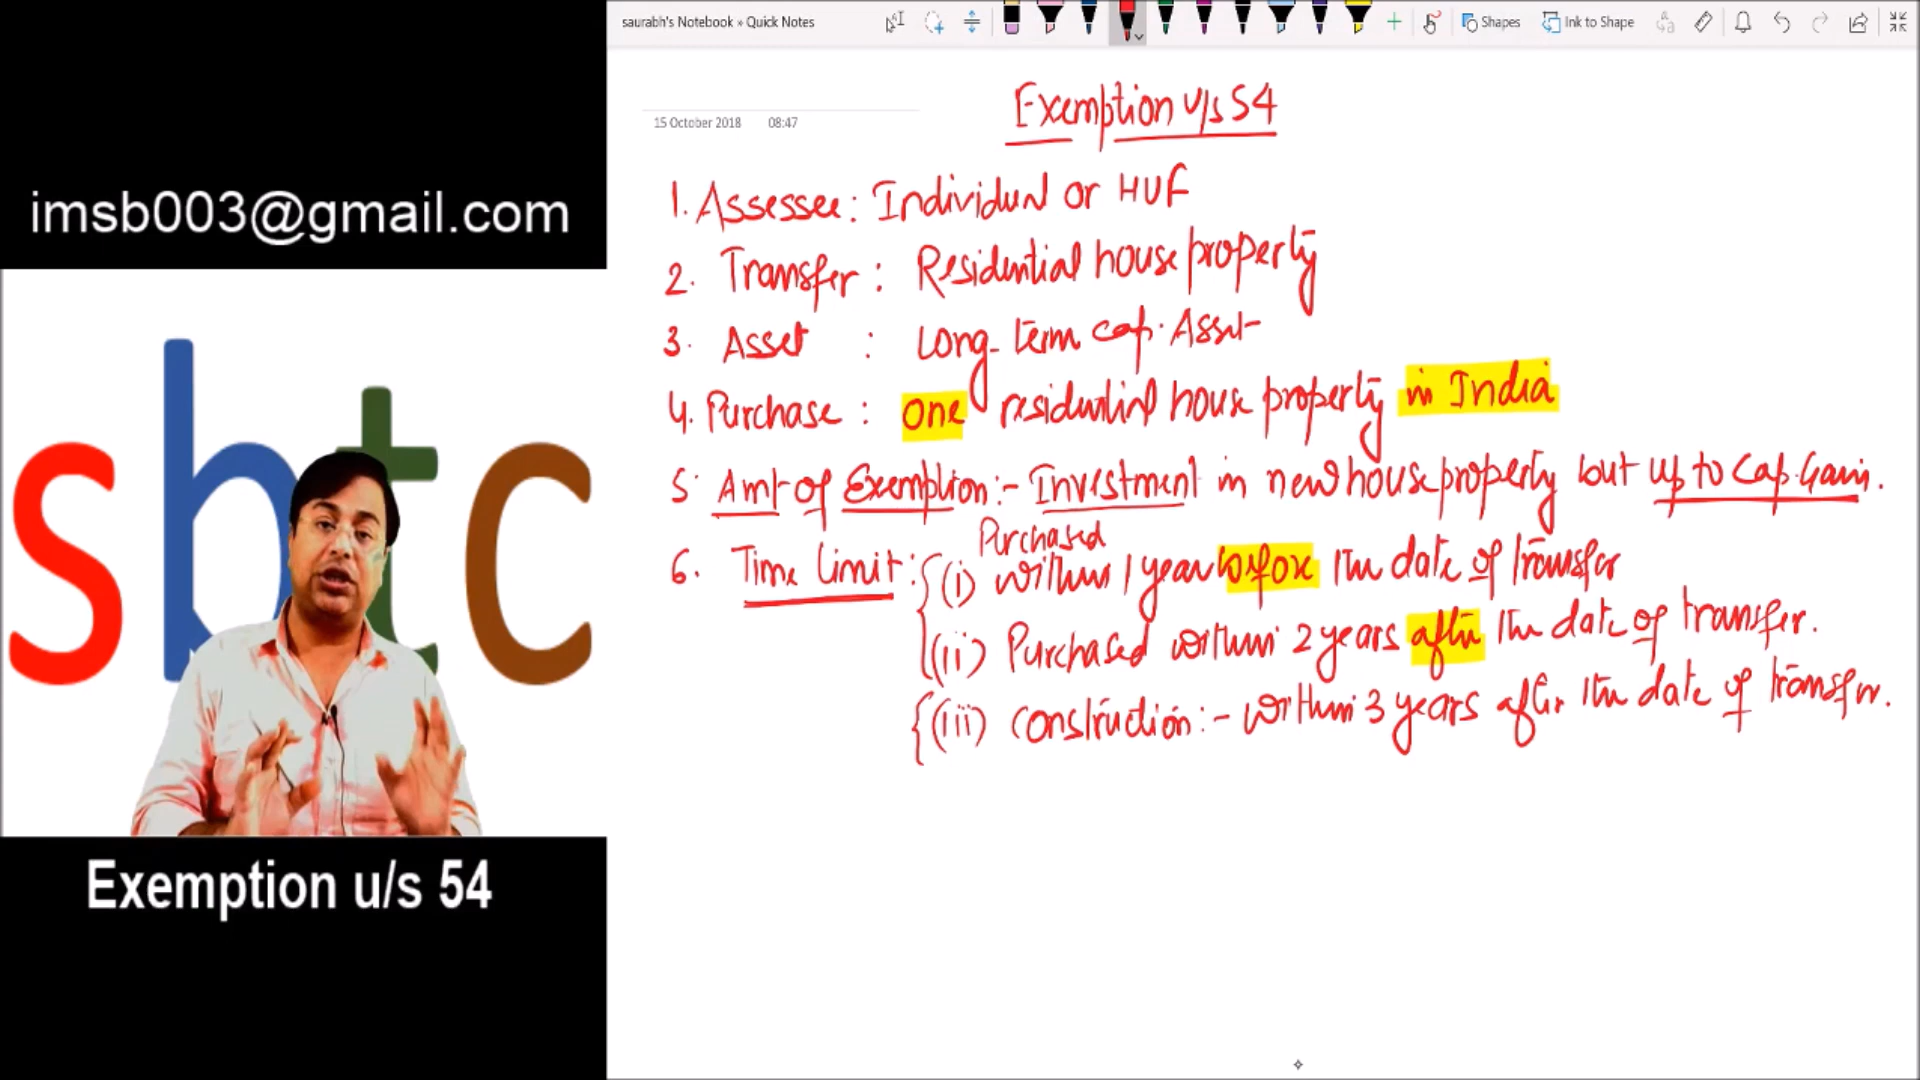 saurabh's Notebook » Quick Notes
Shapes
Ink to Shape
15 October 2018 08:47
Exemption u/s 54
1. Assessee: Individual or HUF
2. Transfer: Residential house property
3. Asset : Long-term cap. Asset
4. Purchase: one residential house property in India
5. Amt of Exemption:- Investment in new house property but up to Cap. Gain.
6. Time Limit: (i) Purchased within 1 year before the date of transfer
(ii) Purchased within 2 years after the date of transfer.
(iii) construction:- within 3 years after the date of transfer.
imsb003@gmail.com
sbtc
Exemption u/s 54